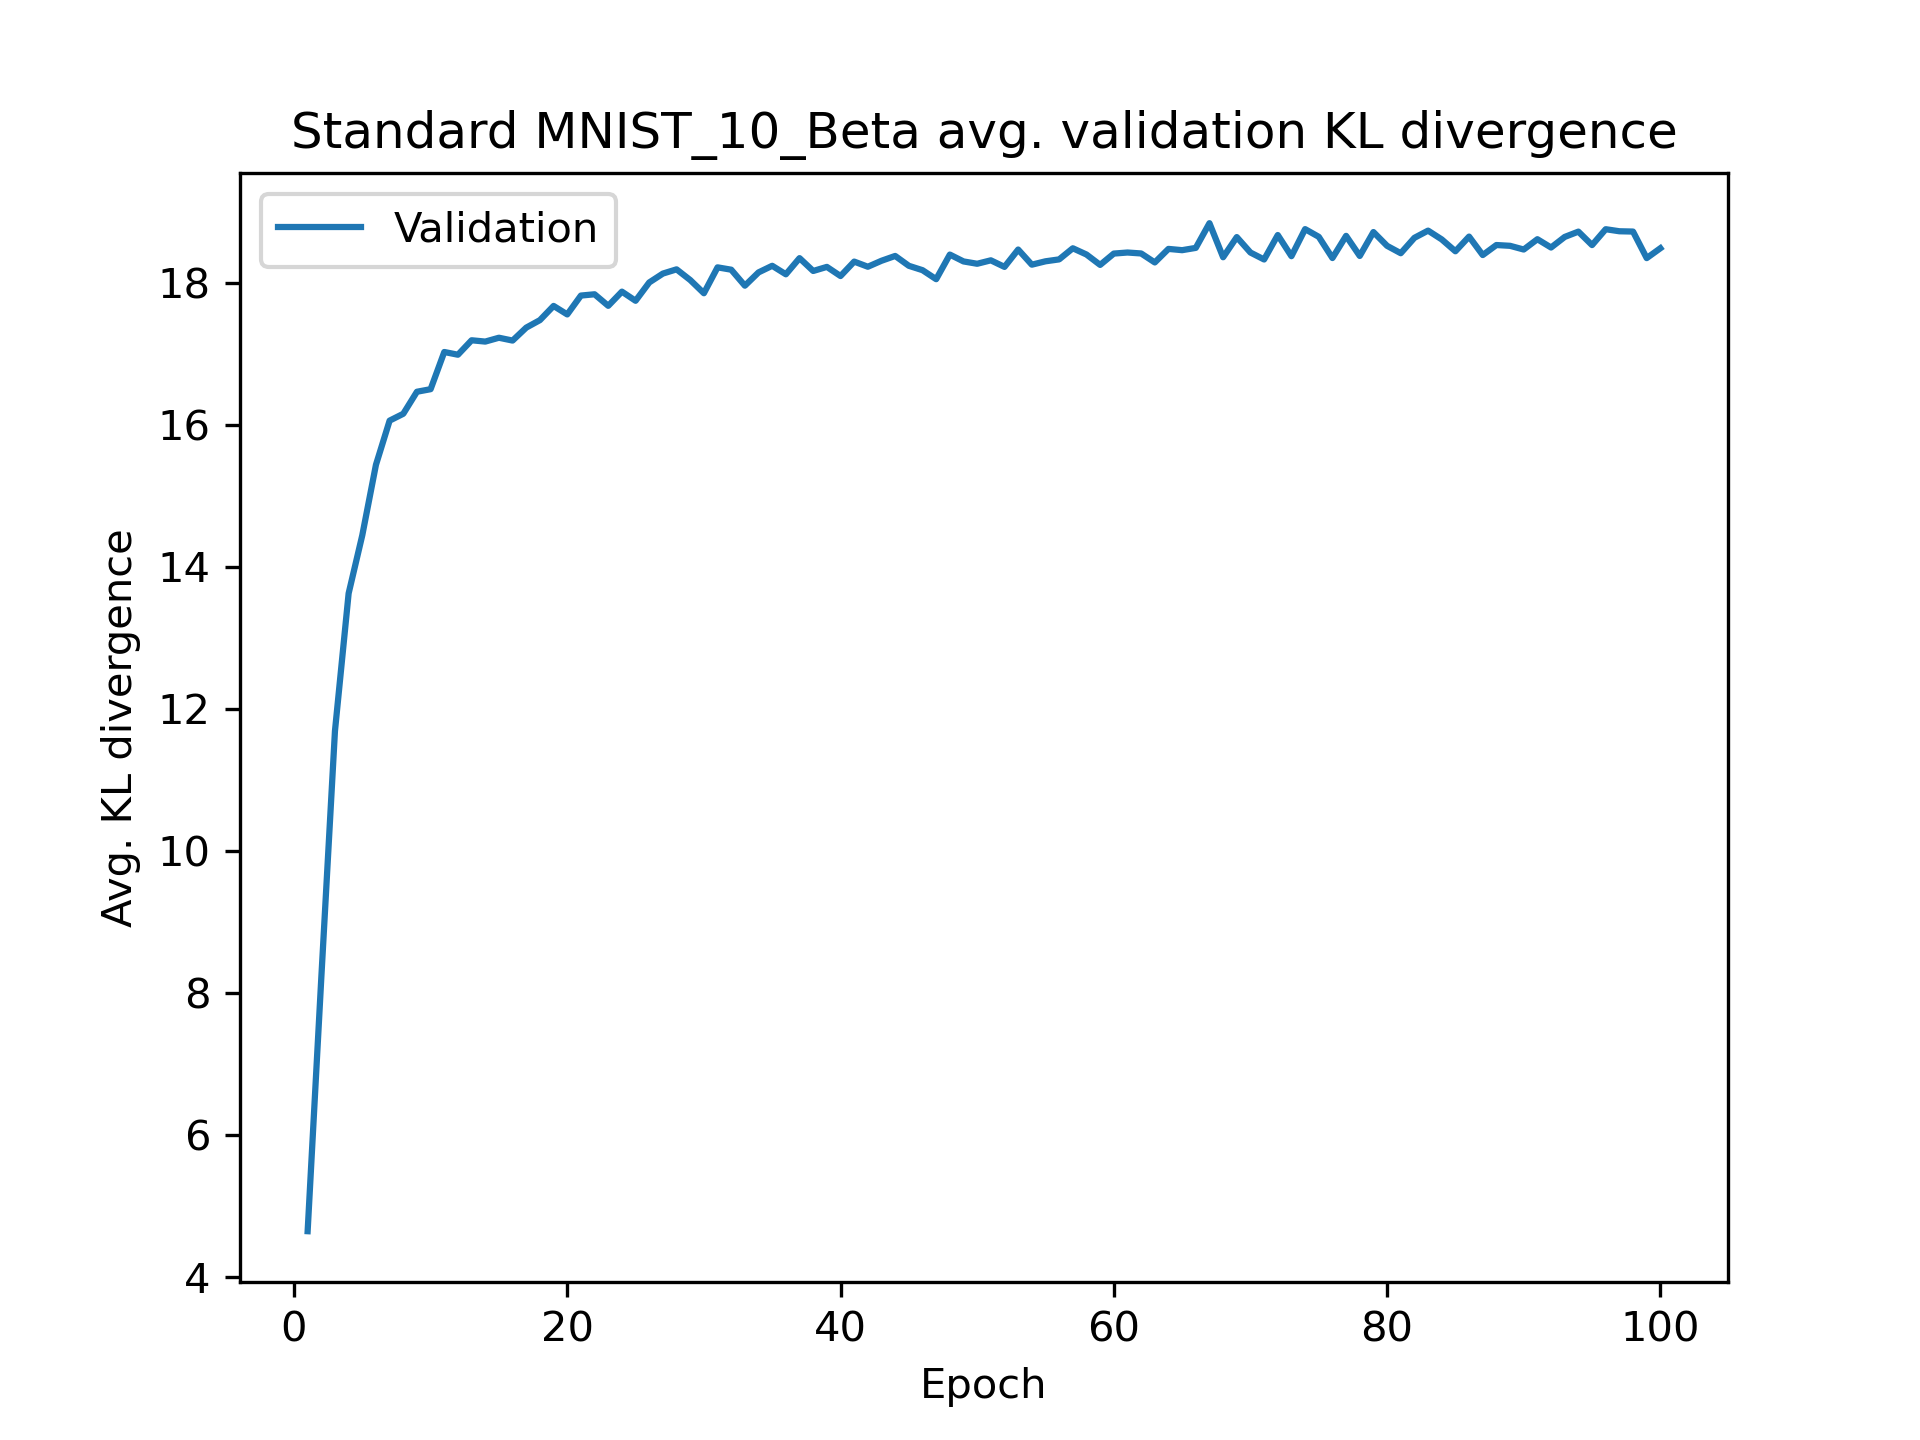 Standard MNIST_10_Beta avg. validation KL divergence
Validation
Avg. KL divergence
18
16
14
12
10
8
6
4
0 20 40 60 80 100
Epoch